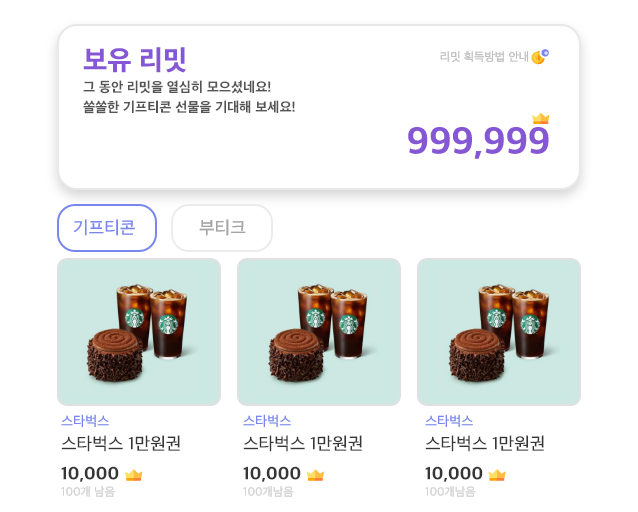 보유 리밋
리밋 획득방법 안내
그 동안 리밋을 열심히 모으셨네요!
쏠쏠한 기프티콘 선물을 기대해 보세요!
999,999
기프티콘 부티크
스타벅스 스타벅스 스타벅스
스타벅스 1만원권 스타벅스 1만원권 스타벅스 1만원권
10,000 10,000 10,000
100개 남음 100개남음 100개남음